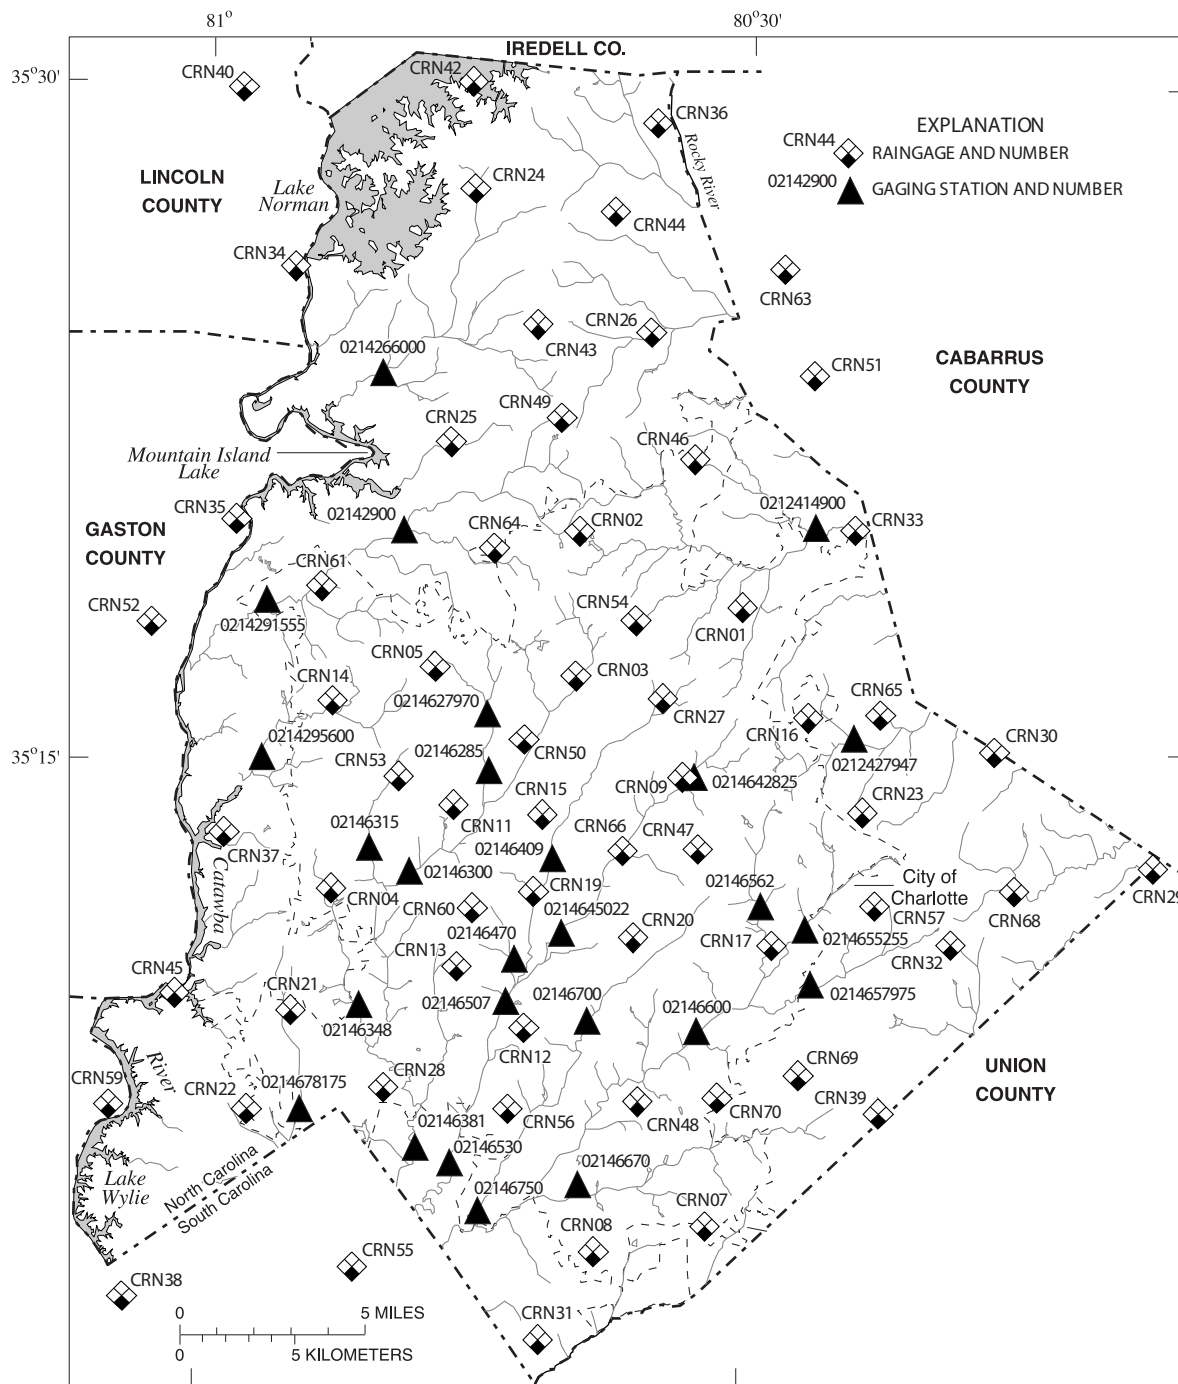 81°
80°30'
IREDELL CO.
35°30'
CRN40
CRN42
CRN36
EXPLANATION
CRN44
RAINGAGE AND NUMBER
02142900
GAGING STATION AND NUMBER
Rocky River
LINCOLN
COUNTY
Lake
Norman
CRN24
CRN44
CRN34
CRN63
CRN26
CRN43
0214266000
CABARRUS
COUNTY
CRN51
CRN49
CRN25
CRN46
Mountain Island
Lake
CRN35
GASTON
COUNTY
02142900
CRN64
CRN02
0212414900
CRN33
CRN61
CRN52
0214291555
CRN54
CRN01
CRN05
CRN03
CRN14
0214627970
CRN27
CRN65
CRN16
CRN30
0214295600
02146285
CRN50
0212427947
35°15'
CRN53
CRN09
0214642825
CRN15
CRN23
CRN11
02146315
CRN66
CRN47
CRN37
02146409
02146300
Catawba
City of
Charlotte
CRN04
CRN19
02146562
CRN29
CRN60
0214645022
CRN57
CRN68
02146470
CRN20
CRN17
0214655255
CRN13
CRN32
CRN45
CRN21
02146507
02146700
02146600
0214657975
02146348
CRN12
River
CRN69
UNION
COUNTY
CRN59
CRN22
0214678175
CRN28
CRN70
CRN39
02146381
CRN56
CRN48
02146530
North Carolina
South Carolina
02146670
Lake
Wylie
02146750
CRN07
CRN08
CRN55
CRN38
0
5 MILES
CRN31
0
5 KILOMETERS